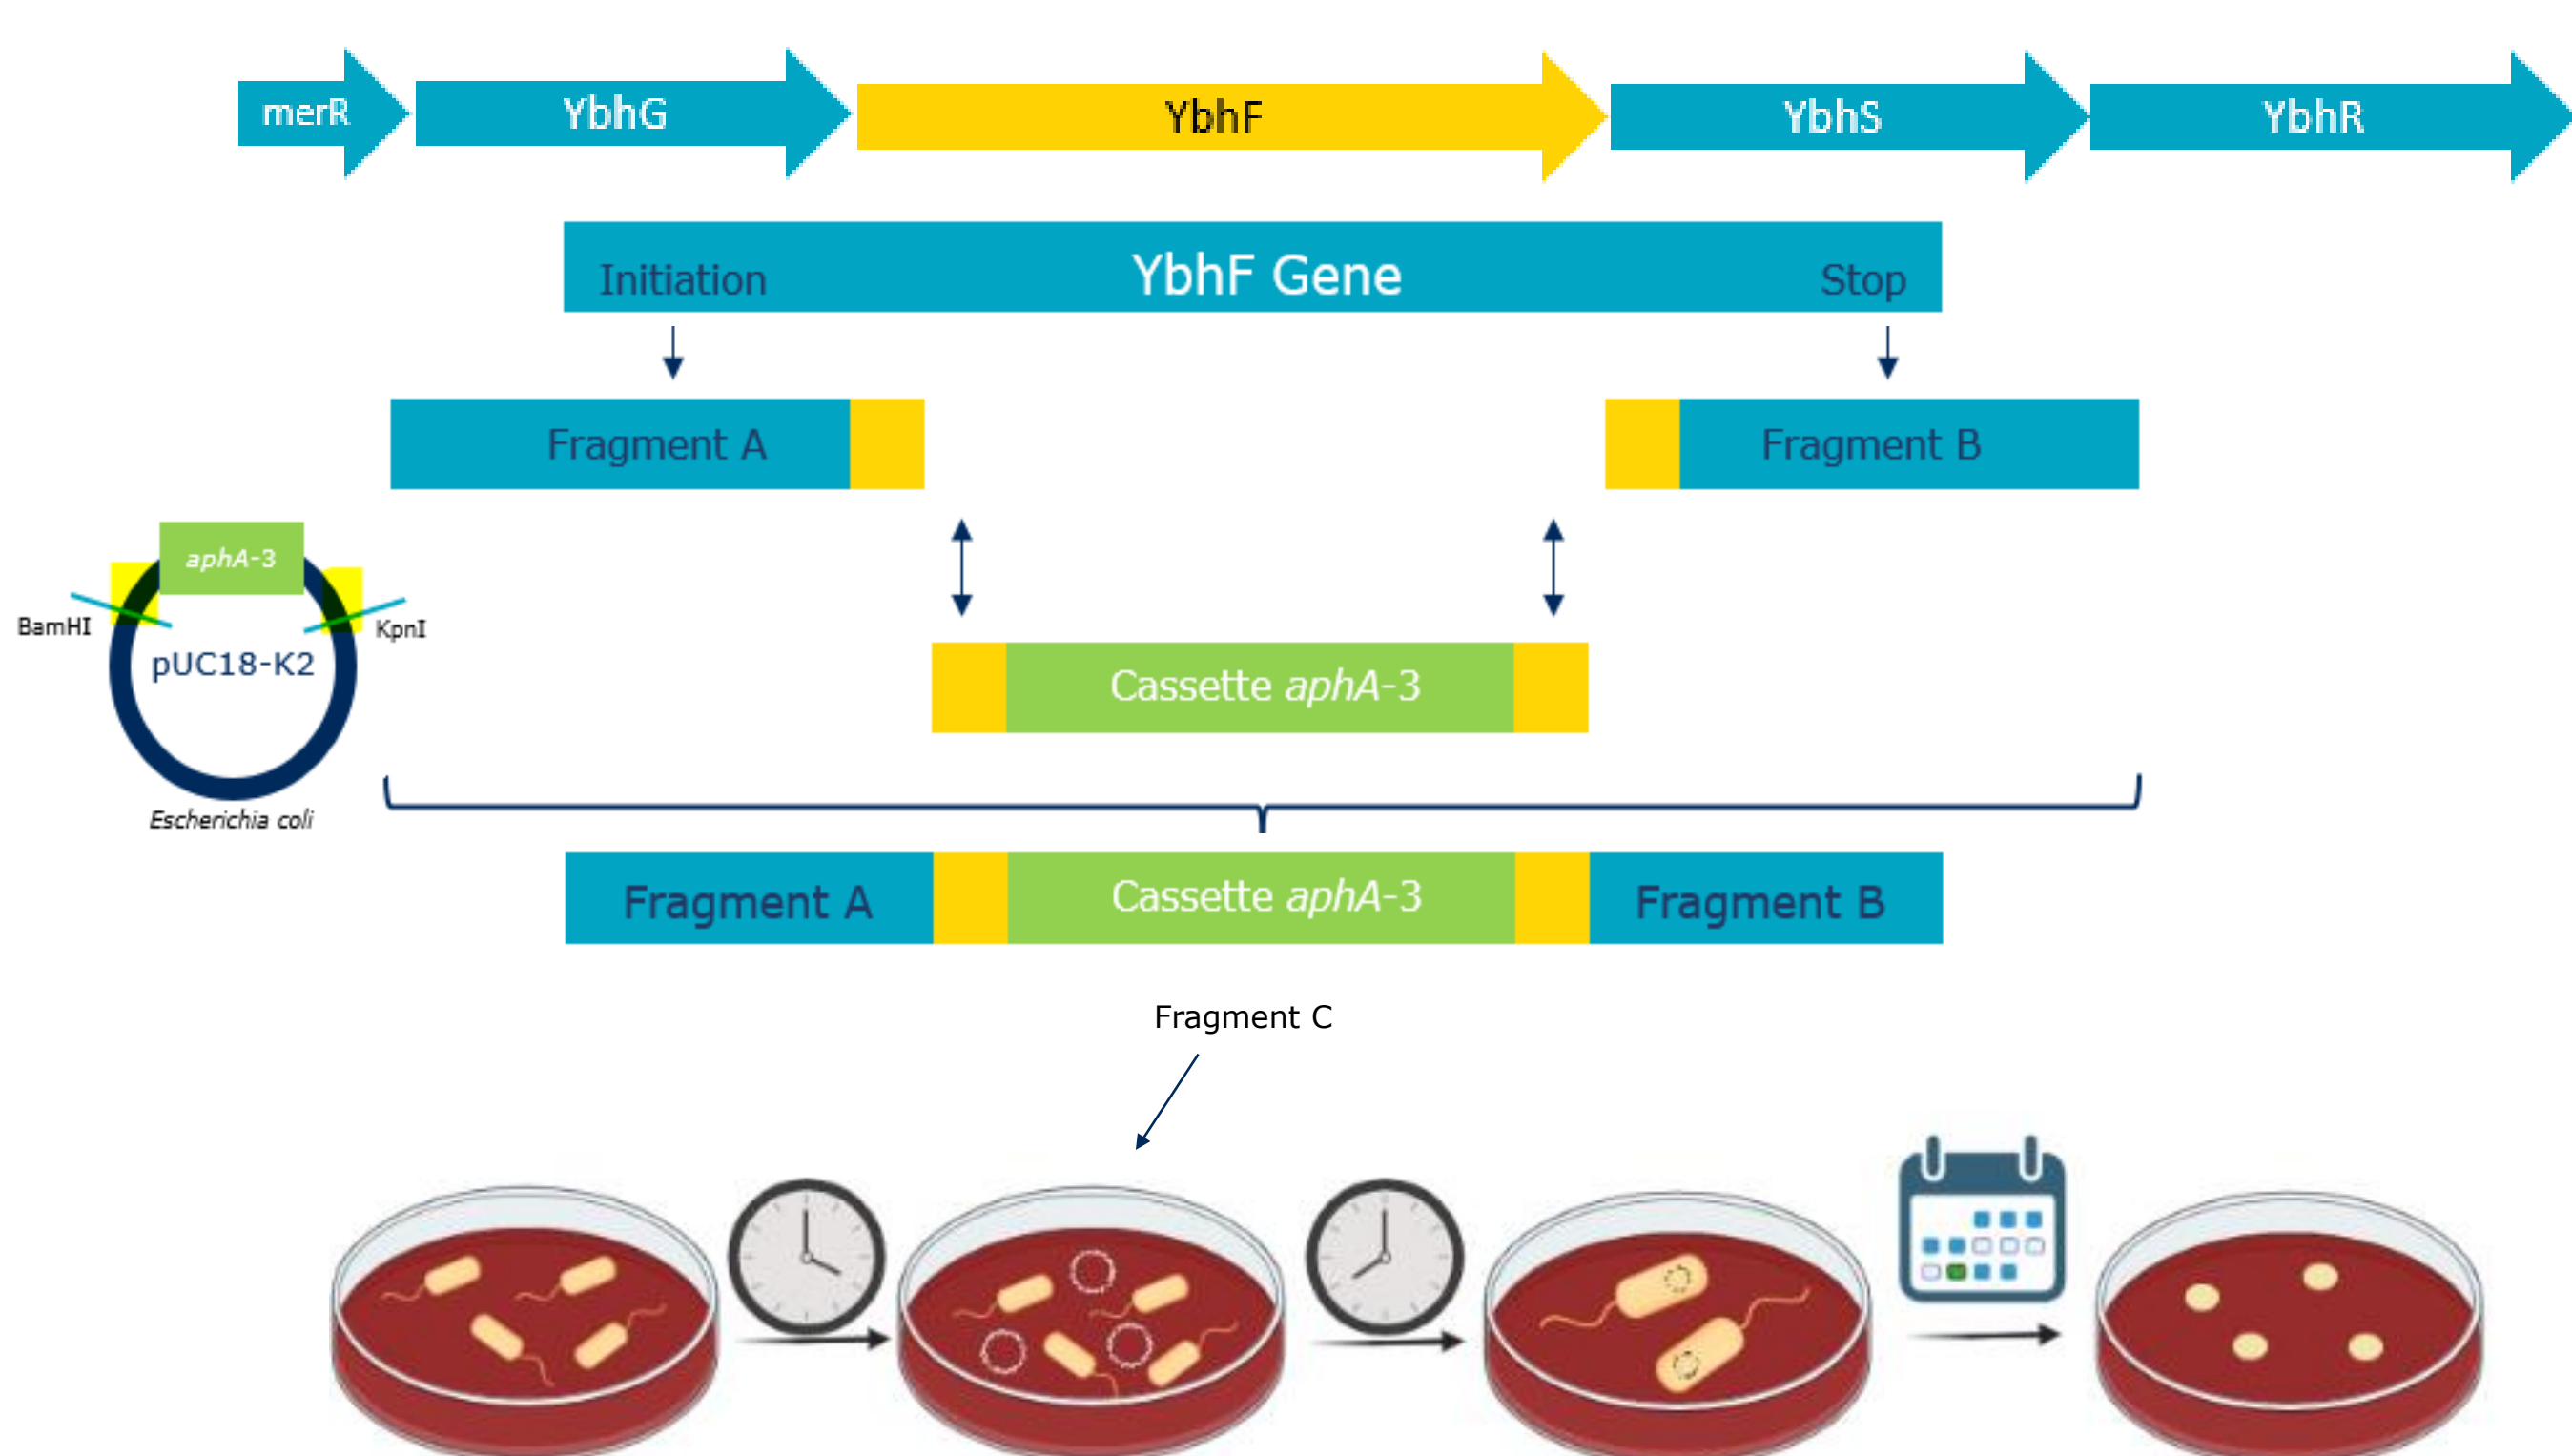 merR
YbhG
YbhF
YbhS
YbhR
Initiation
YbhF Gene
Stop
Fragment A
Fragment B
aphA-3
BamHI
KpnI
pUC18-K2
Escherichia coli
Cassette aphA-3
Fragment A
Cassette aphA-3
Fragment B
Fragment C